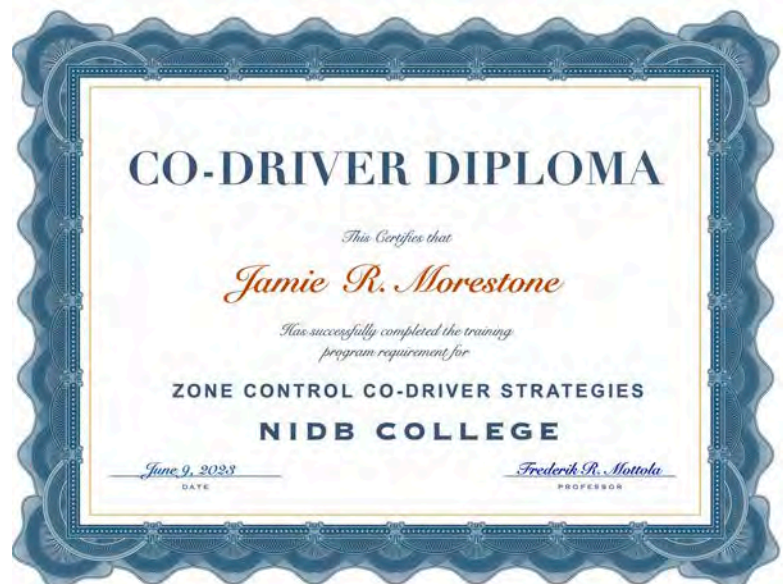 CO-DRIVER DIPLOMA
This Certifies that
Jamie R. Morestone
Has successfully completed the training
program requirement for
ZONE CONTROL CO-DRIVER STRATEGIES
NIDB COLLEGE
June 9, 2023 Frederik R. Mottola
DATE PROFESSOR